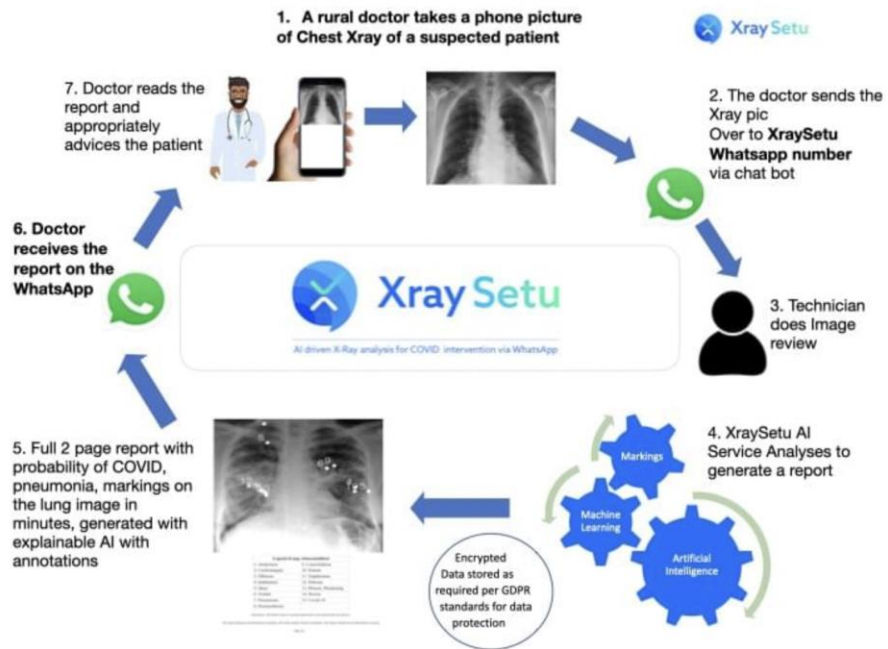 1. A rural doctor takes a phone picture
of Chest Xray of a suspected patient
XraySetu
7. Doctor reads the
report and
appropriately
advices the patient
2. The doctor sends the
Xray pic
Over to XraySetu
Whatsapp number
via chat bot
6. Doctor
receives the
report on the
WhatsApp
Xray Setu
AI driven X-Ray analysis for COVID intervention via WhatsApp
3. Technician
does Image
review
5. Full 2 page report with
probability of COVID,
pneumonia, markings on
the lung image in
minutes, generated with
explainable AI with
annotations
4. XraySetu AI
Service Analyses to
generate a report
Markings
Machine
Learning
Artificial
Intelligence
Encrypted
Data stored as
required per GDPR
standards for data
protection